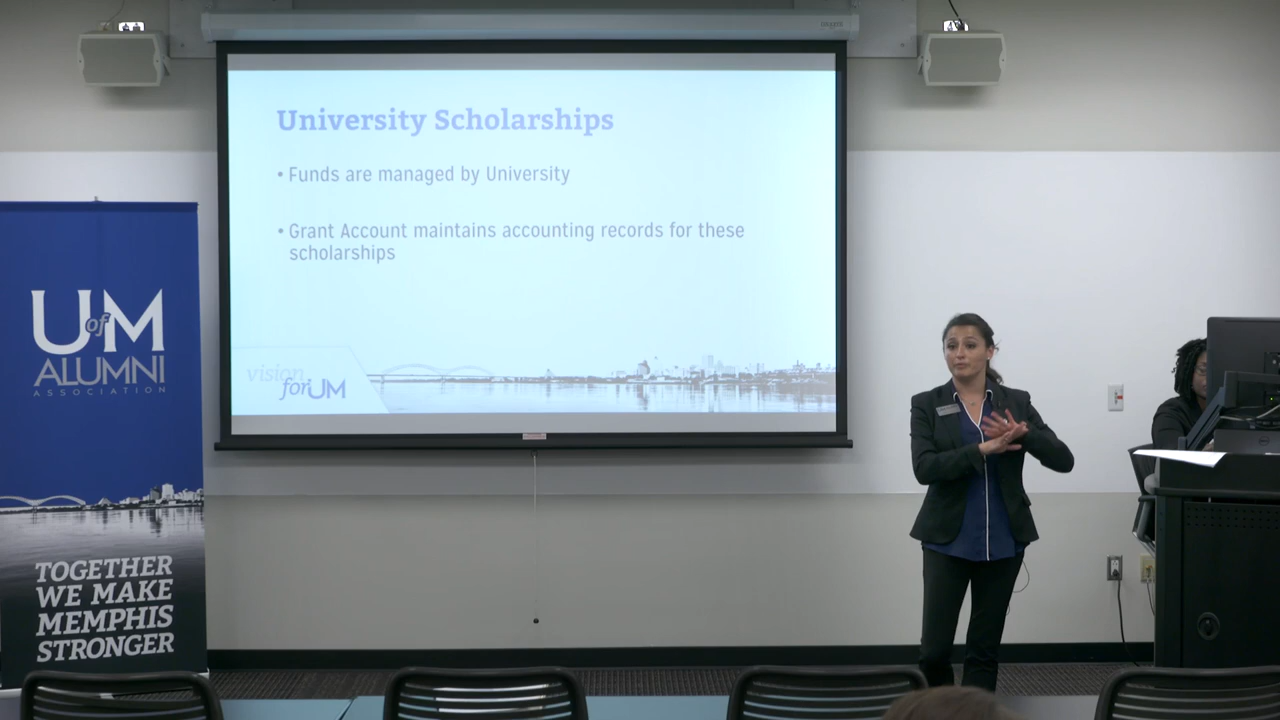 University Scholarships
• Funds are managed by University
• Grant Account maintains accounting records for these
scholarships
vision
for UM
U of M
ALUMNI
ASSOCIATION
TOGETHER
WE MAKE
MEMPHIS
STRONGER